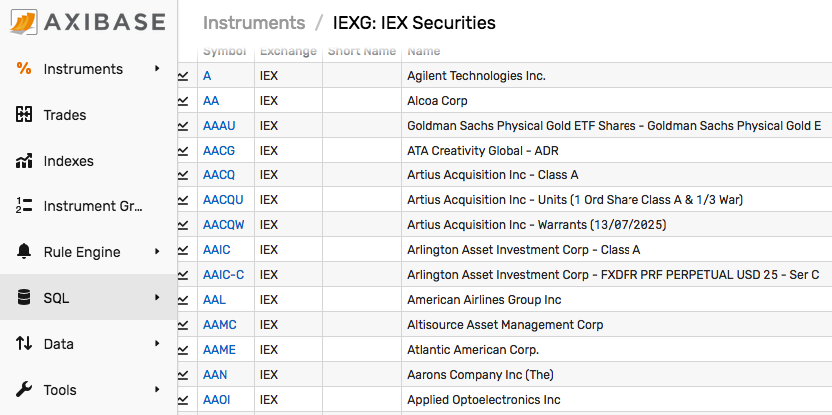 AXIBASE
Instruments / IEXG: IEX Securities
Instruments
Trades
Indexes
Instrument Gr...
Rule Engine
SQL
Data
Tools
Symbol Exchange Short Name Name
A IEX Agilent Technologies Inc.
AA IEX Alcoa Corp
AAAU IEX Goldman Sachs Physical Gold ETF Shares - Goldman Sachs Physical Gold E
AACG IEX ATA Creativity Global - ADR
AACQ IEX Artius Acquisition Inc - Class A
AACQU IEX Artius Acquisition Inc - Units (1 Ord Share Class A & 1/3 War)
AACQW IEX Artius Acquisition Inc - Warrants (13/07/2025)
AAIC IEX Arlington Asset Investment Corp - Class A
AAIC-C IEX Arlington Asset Investment Corp - FXDFR PRF PERPETUAL USD 25 - Ser C
AAL IEX American Airlines Group Inc
AAMC IEX Altisource Asset Management Corp
AAME IEX Atlantic American Corp.
AAN IEX Aarons Company Inc (The)
AAOI IEX Applied Optoelectronics Inc